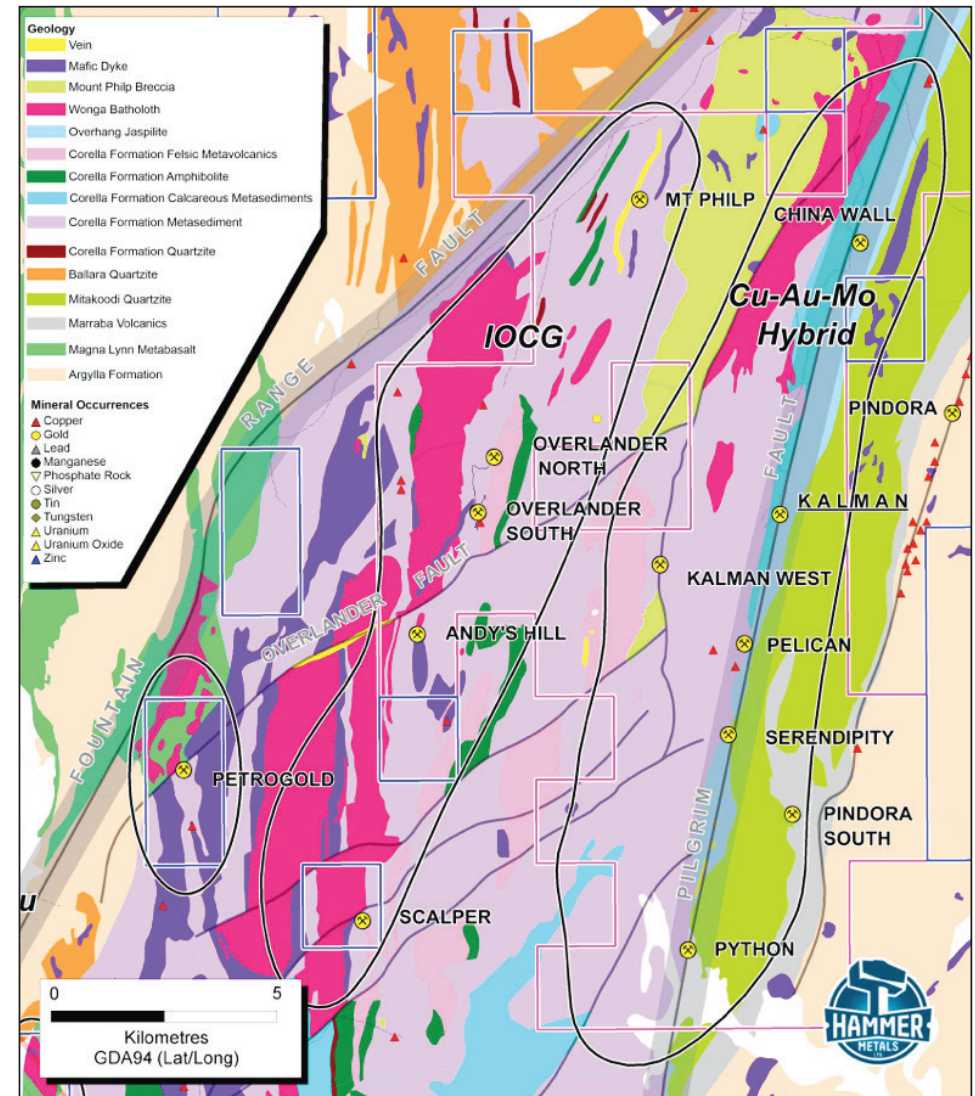 Geology
Vein
Mafic Dyke
Mount Philp Breccia
Wonga Batholoth
Overhang Jaspilite
Corella Formation Felsic Metavolcanics
Corella Formation Amphibolite
Corella Formation Calcareous Metasediments
Corella Formation Metasediment
Corella Formation Quartzite
Ballara Quartzite
Mitakoodi Quartzite
Marraba Volcanics
Magna Lynn Metabasalt
Argylla Formation
Mineral Occurrences
Copper
Gold
Lead
Manganese
Phosphate Rock
Silver
Tin
Tungsten
Uranium
Uranium Oxide
Zinc
MT PHILP
CHINA WALL
Cu-Au-Mo
Hybrid
IOCG
FOUNTAIN RANGE FAULT
PINDORA
OVERLANDER
NORTH
OVERLANDER
SOUTH
KALMAN
OVERLANDER FAULT
KALMAN WEST
ANDY'S HILL
PELICAN
SERENDIPITY
PETROGOLD
PINDORA
SOUTH
PILGRIM FAULT
SCALPER
PYTHON
u
0 5
Kilometres
GDA94 (Lat/Long)
HAMMER
METALS
LTD